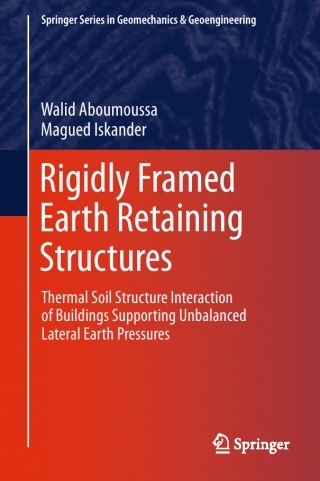 Springer Series in Geomechanics & Geoengineering
Walid Aboumoussa
Magued Iskander
Rigidly Framed
Earth Retaining
Structures
Thermal Soil Structure Interaction
of Buildings Supporting Unbalanced
Lateral Earth Pressures
Springer